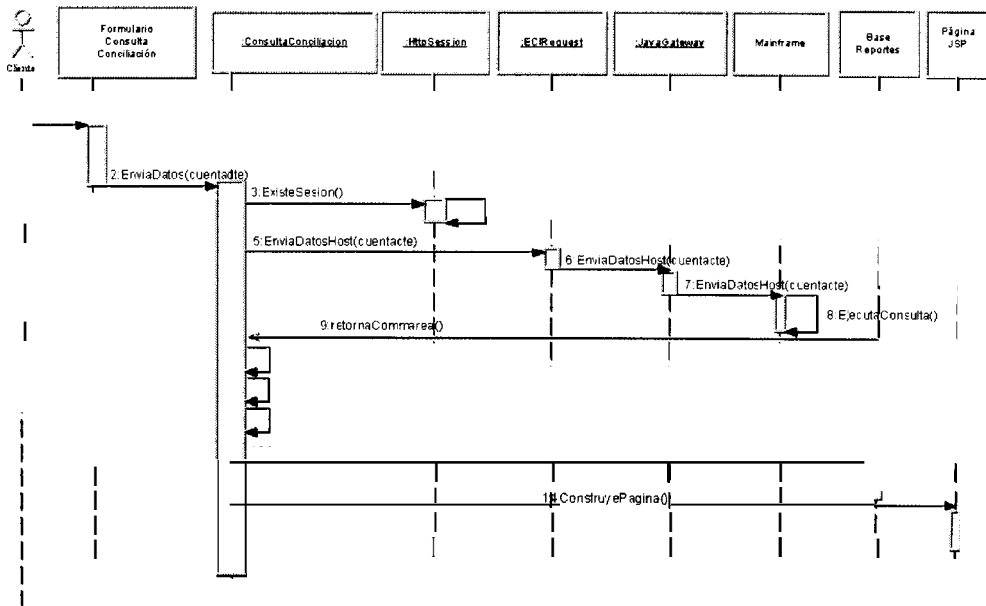 Cliente
Formulario
Consulta
Conciliación
:ConsultaConciliacion
:HttpSession
:ECIRequest
:JavaGateway
Mainframe
Base
Reportes
Página
JSP
2:EnviaDatos(cuentadte)
3:ExisteSesion()
5:EnviaDatosHost(cuentacte)
6:EnviaDatosHost(cuentacte)
7:EnviaDatosHost(cuentacte)
8:EjecutaConsulta()
9:retornaCommarea()
14:ConstruyePagina()